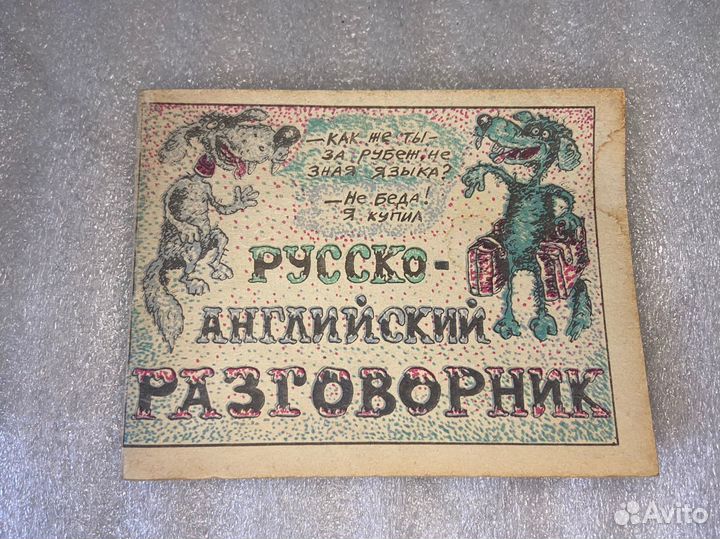 — Как же ты —
за рубеж, не
зная языка?
— Не беда!
Я купил
РУССКО-
АНГЛИЙСКИЙ
РАЗГОВОРНИК
Avito